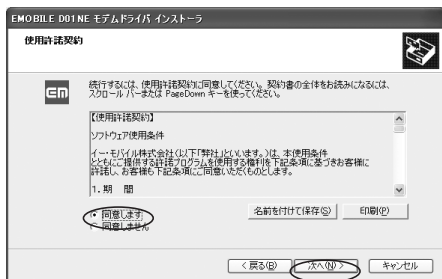 EMOBILE D01NE モデムドライバ インストーラ
使用許諾契約
続行するには、使用許諾契約に同意してください。契約書の全体をお読みになるには、
スクロール バーまたは PageDown キーを使ってください。
EM
【使用許諾契約】
ソフトウェア使用条件
イー・モバイル株式会社(以下「弊社」といいます。)は、本使用条件
とともにご提供する許諾プログラムを使用する権利を下記条項に基づきお客様に
許諾し、お客様も下記条項にご同意いただくものとします。
1. 期　間
同意します
同意しません
名前を付けて保存(S)
印刷(P)
< 戻る(B)
次へ(N) >
キャンセル